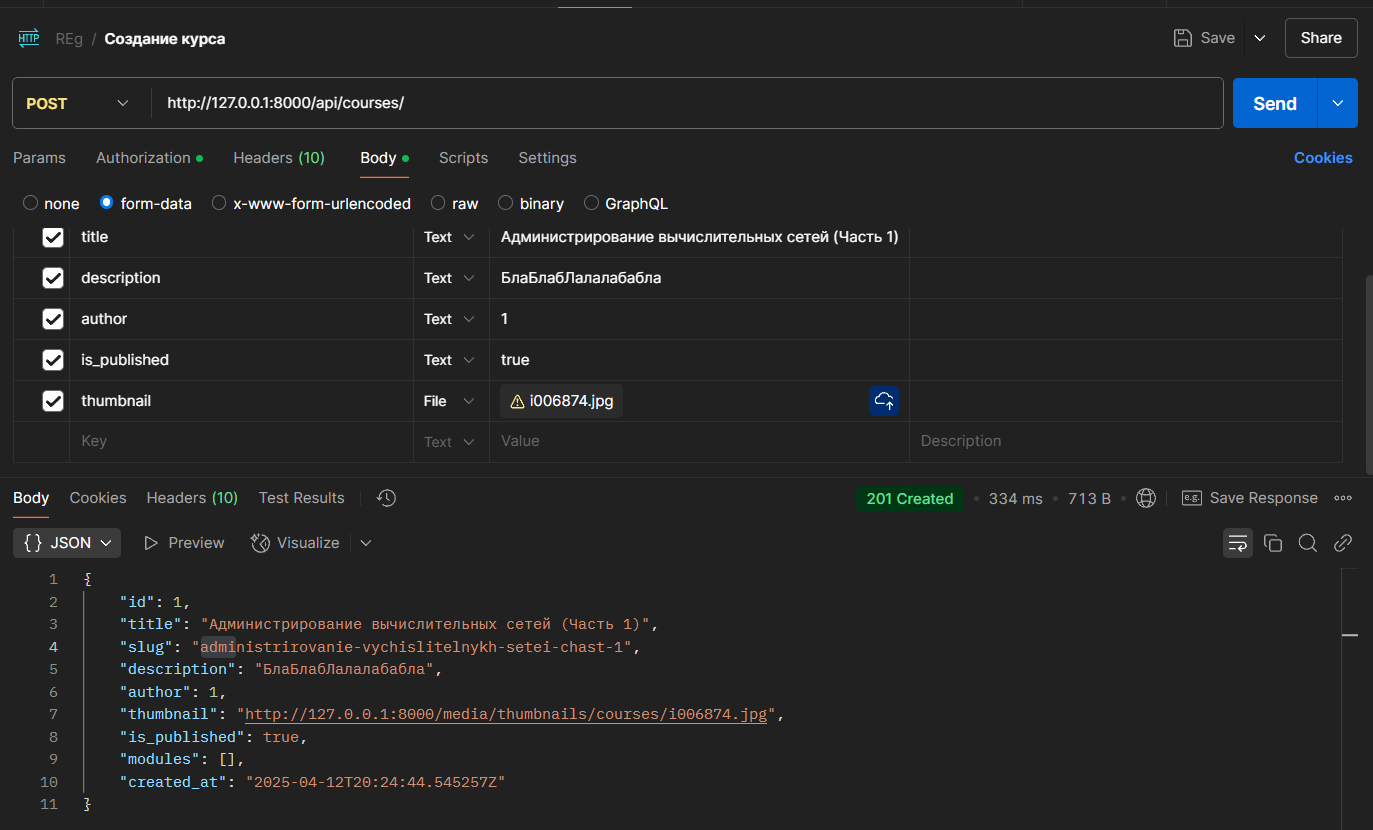 HTTP REg / Создание курса Save Share
POST http://127.0.0.1:8000/api/courses/ Send
Params Authorization Headers (10) Body Scripts Settings Cookies
none form-data x-www-form-urlencoded raw binary GraphQL
title Text Администрирование вычислительных сетей (Часть 1)
description Text БлаБлабЛалалабабла
author Text 1
is_published Text true
thumbnail File i006874.jpg
Key Text Value Description
Body Cookies Headers (10) Test Results 201 Created 334 ms 713 B e.g. Save Response
{} JSON Preview Visualize
1 {
2 "id": 1,
3 "title": "Администрирование вычислительных сетей (Часть 1)",
4 "slug": "administrirovanie-vychislitelnykh-setei-chast-1",
5 "description": "БлаБлабЛалалабабла",
6 "author": 1,
7 "thumbnail": "http://127.0.0.1:8000/media/thumbnails/courses/i006874.jpg",
8 "is_published": true,
9 "modules": [],
10 "created_at": "2025-04-12T20:24:44.545257Z"
11 }